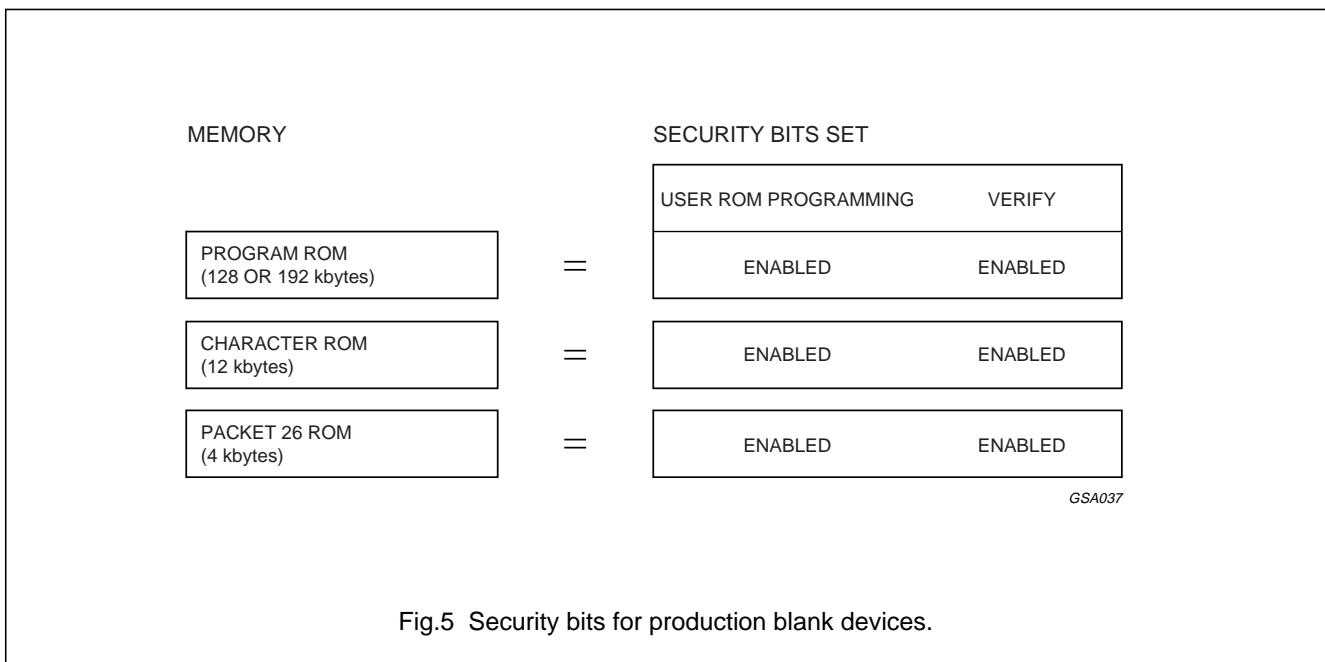 MEMORY
SECURITY BITS SET
USER ROM PROGRAMMING VERIFY
PROGRAM ROM
(128 OR 192 kbytes)
=
ENABLED ENABLED
CHARACTER ROM
(12 kbytes)
=
ENABLED ENABLED
PACKET 26 ROM
(4 kbytes)
=
ENABLED ENABLED
GSA037
Fig.5 Security bits for production blank devices.